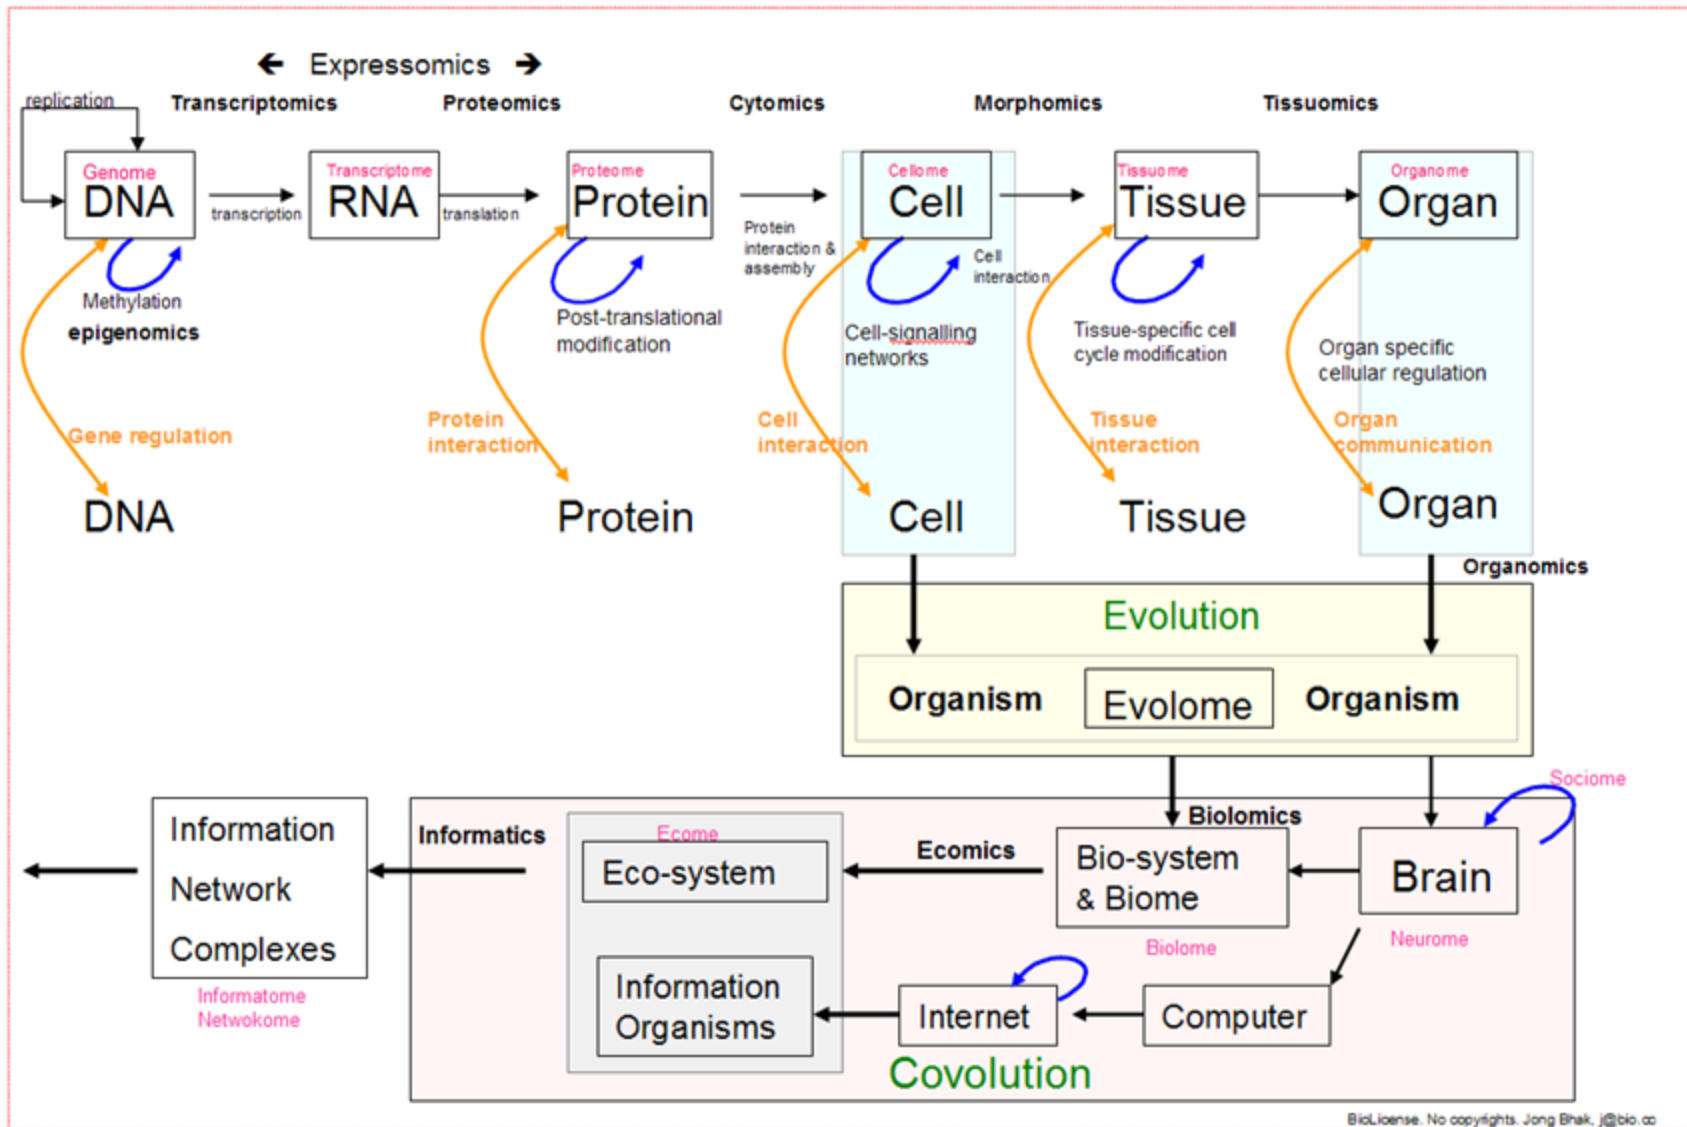 ← Expressomics →
replication
Transcriptomics
Proteomics
Cytomics
Morphomics
Tissuomics
Genome
DNA
transcription
Transcriptome
RNA
translation
Proteome
Protein
Protein
interaction &
assembly
Cellome
Cell
Cell
interaction
Tissuome
Tissue
Organome
Organ
Methylation
epigenomics
Post-translational
modification
Cell-signalling
networks
Tissue-specific cell
cycle modification
Organ specific
cellular regulation
Gene regulation
Protein
interaction
Cell
interaction
Tissue
interaction
Organ
communication
DNA
Protein
Cell
Tissue
Organ
Organomics
Evolution
Organism
Evolome
Organism
Sociome
Information
Network
Complexes
Informatome
Netwokome
Informatics
Ecome
Eco-system
Ecomics
Biolomics
Bio-system
& Biome
Biolome
Brain
Neurome
Information
Organisms
Internet
Computer
Covolution
BioLicense. No copyrights. Jong Bhak, j@bio.cc